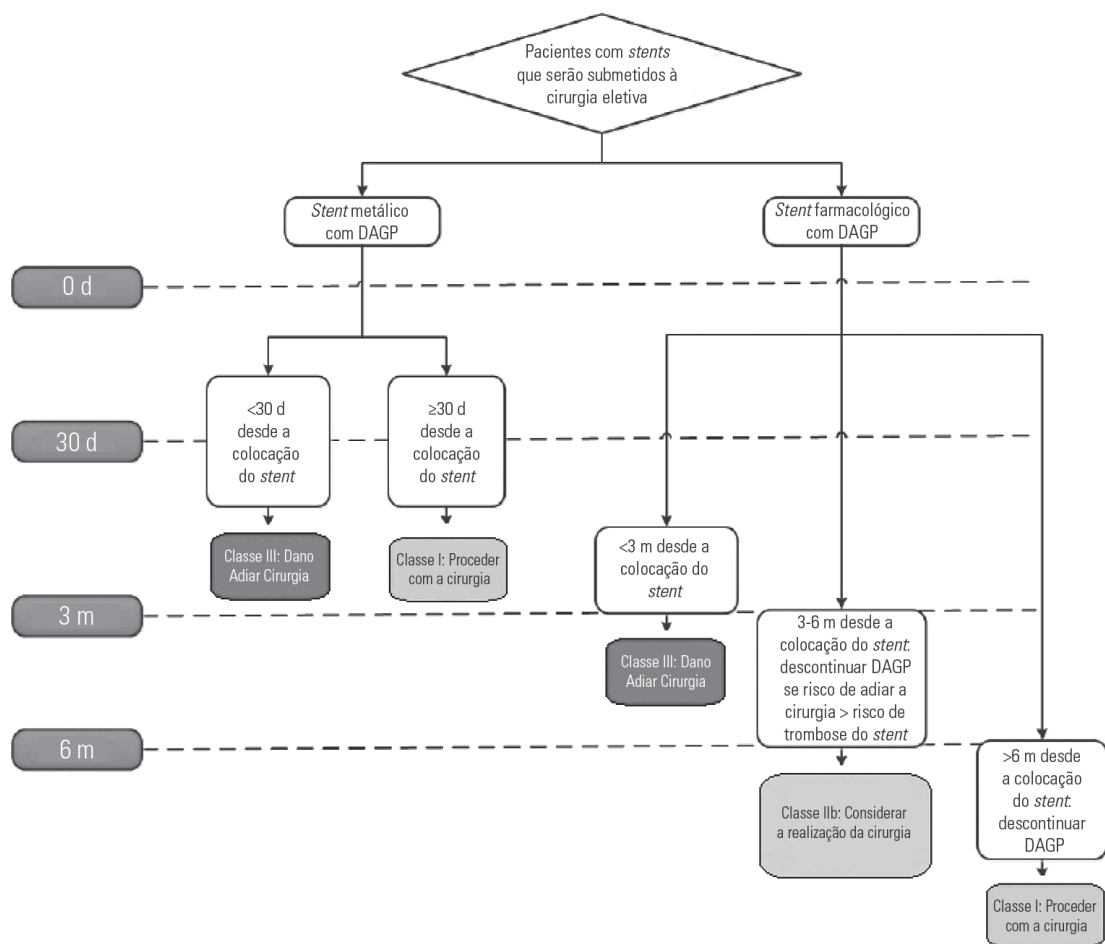 Pacientes com stents
que serão submetidos à
cirurgia eletiva
Stent metálico
com DAGP
Stent farmacológico
com DAGP
0 d
<30 d
desde a
colocação
do stent
≥30 d
desde a
colocação
do stent
30 d
Classe III: Dano
Adiar Cirurgia
Classe I: Proceder
com a cirurgia
<3 m desde a
colocação do
stent
3 m
Classe III: Dano
Adiar Cirurgia
3-6 m desde a
colocação do stent:
descontinuar DAGP
se risco de adiar a
cirurgia > risco de
trombose do stent
6 m
Classe IIb: Considerar
a realização da cirurgia
>6 m desde
a colocação
do stent:
descontinuar
DAGP
Classe I: Proceder
com a cirurgia